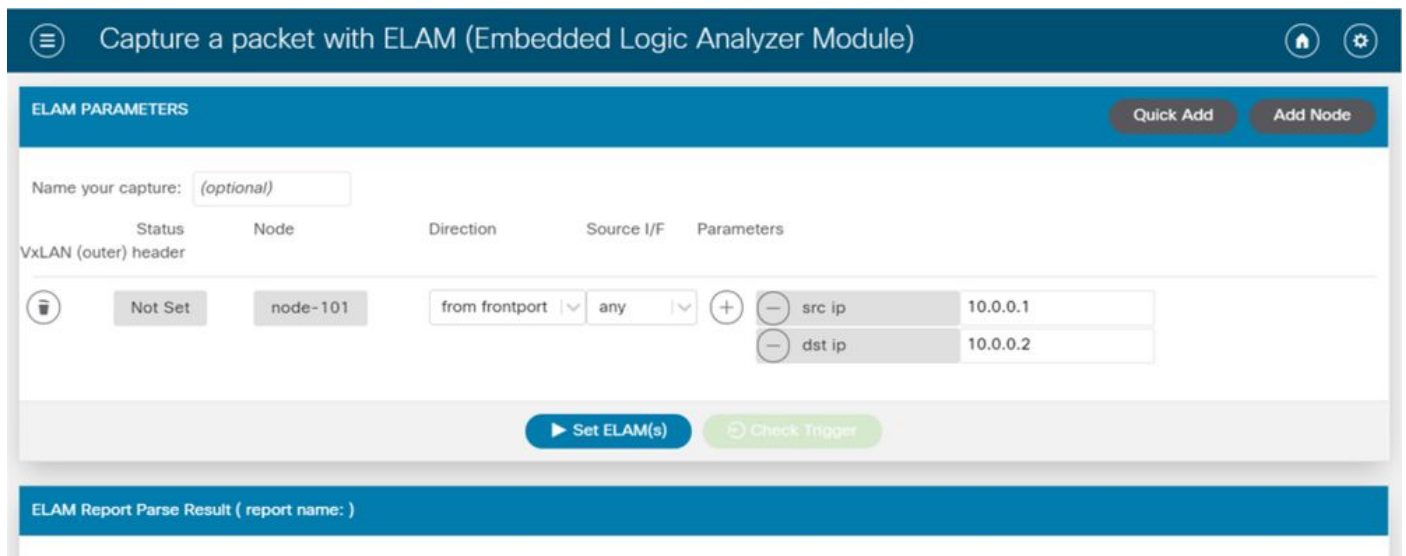 Capture a packet with ELAM (Embedded Logic Analyzer Module)
ELAM PARAMETERS
Quick Add
Add Node
Name your capture: (optional)
Status Node Direction Source I/F Parameters
VxLAN (outer) header
Not Set node-101 from frontport any src ip 10.0.0.1
dst ip 10.0.0.2
Set ELAM(s) Check Trigger
ELAM Report Parse Result ( report name: )